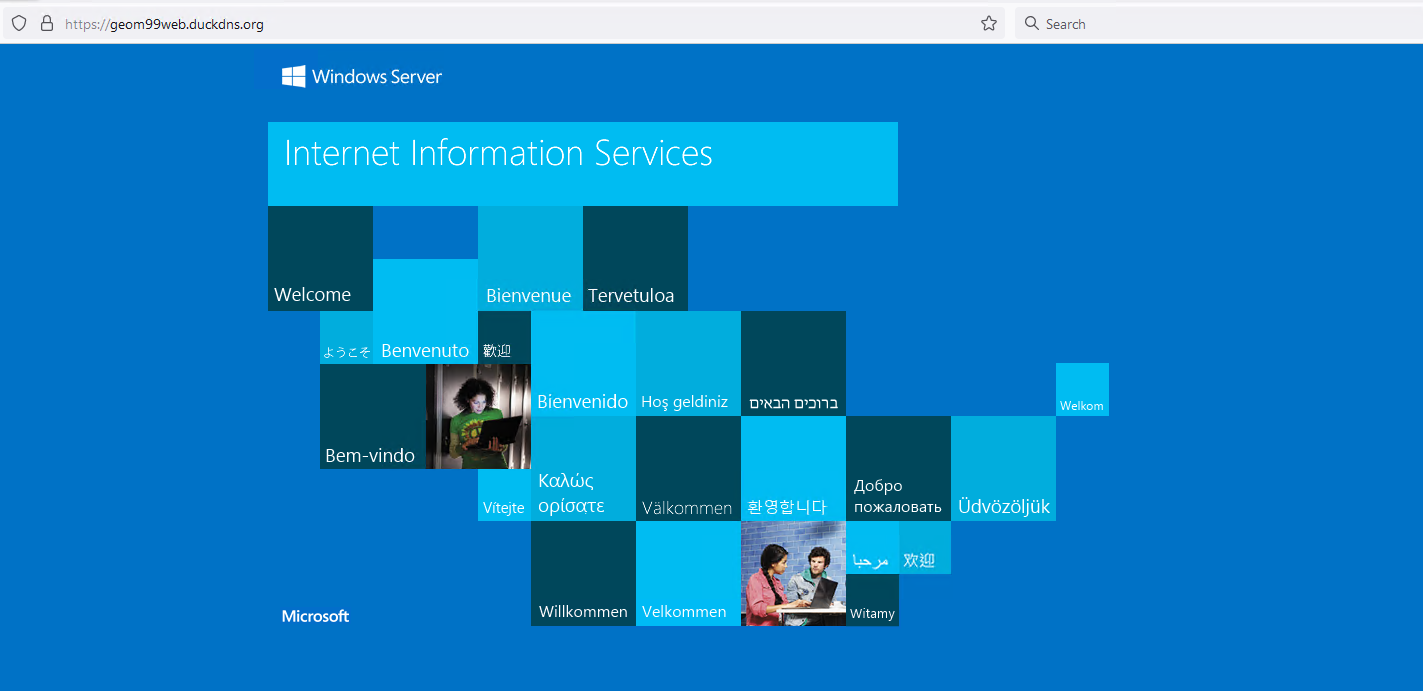 https://geom99web.duckdns.org
Search
Windows Server
Internet Information Services
Welcome
Bienvenue
Tervetuloa
ようこそ
Benvenuto
歡迎
Bienvenido
Hoş geldiniz
ברוכים הבאים
Welkom
Bem-vindo
Vítejte
Καλώς
ορίσατε
Välkommen
환영합니다
Добро
пожаловать
Üdvözöljük
Microsoft
Willkommen
Velkommen
مرحبا
欢迎
Witamy